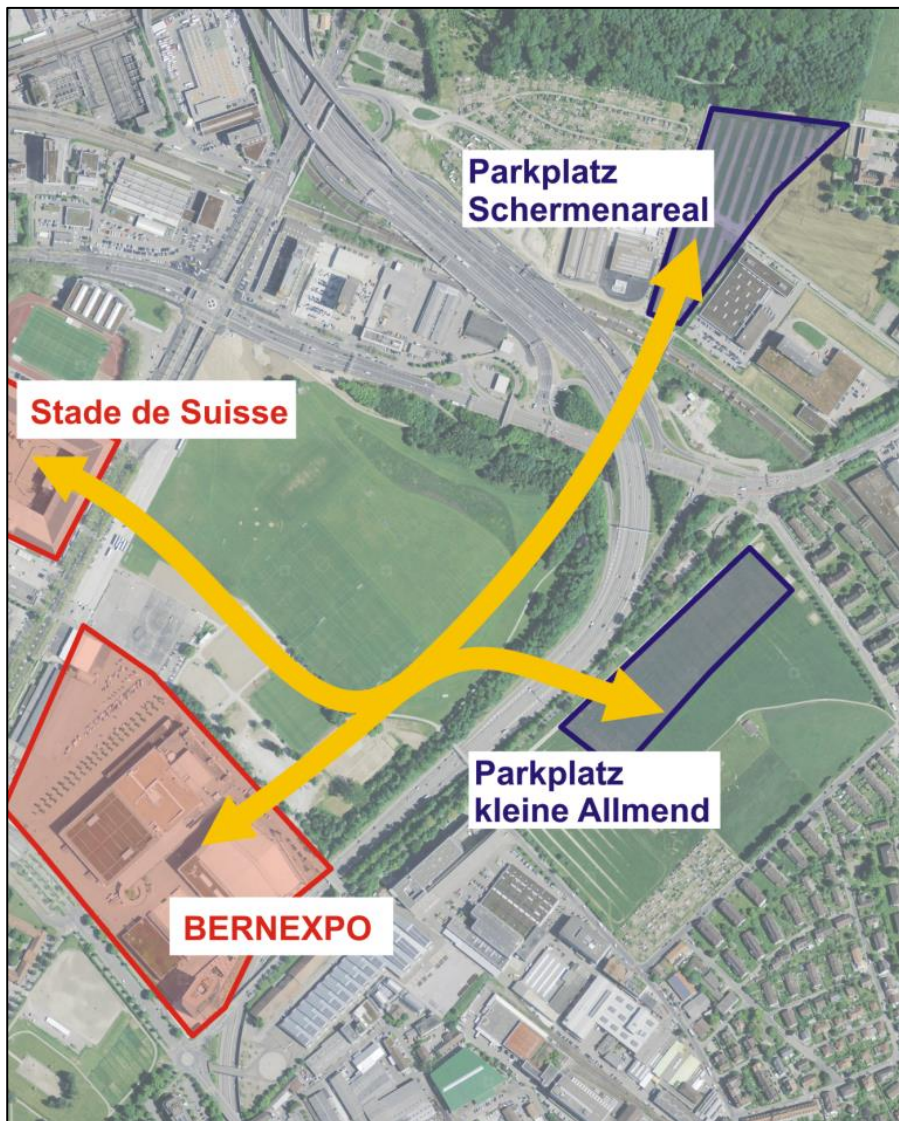 Parkplatz
Schermenareal
Stade de Suisse
Parkplatz
kleine Allmend
BERNEXPO